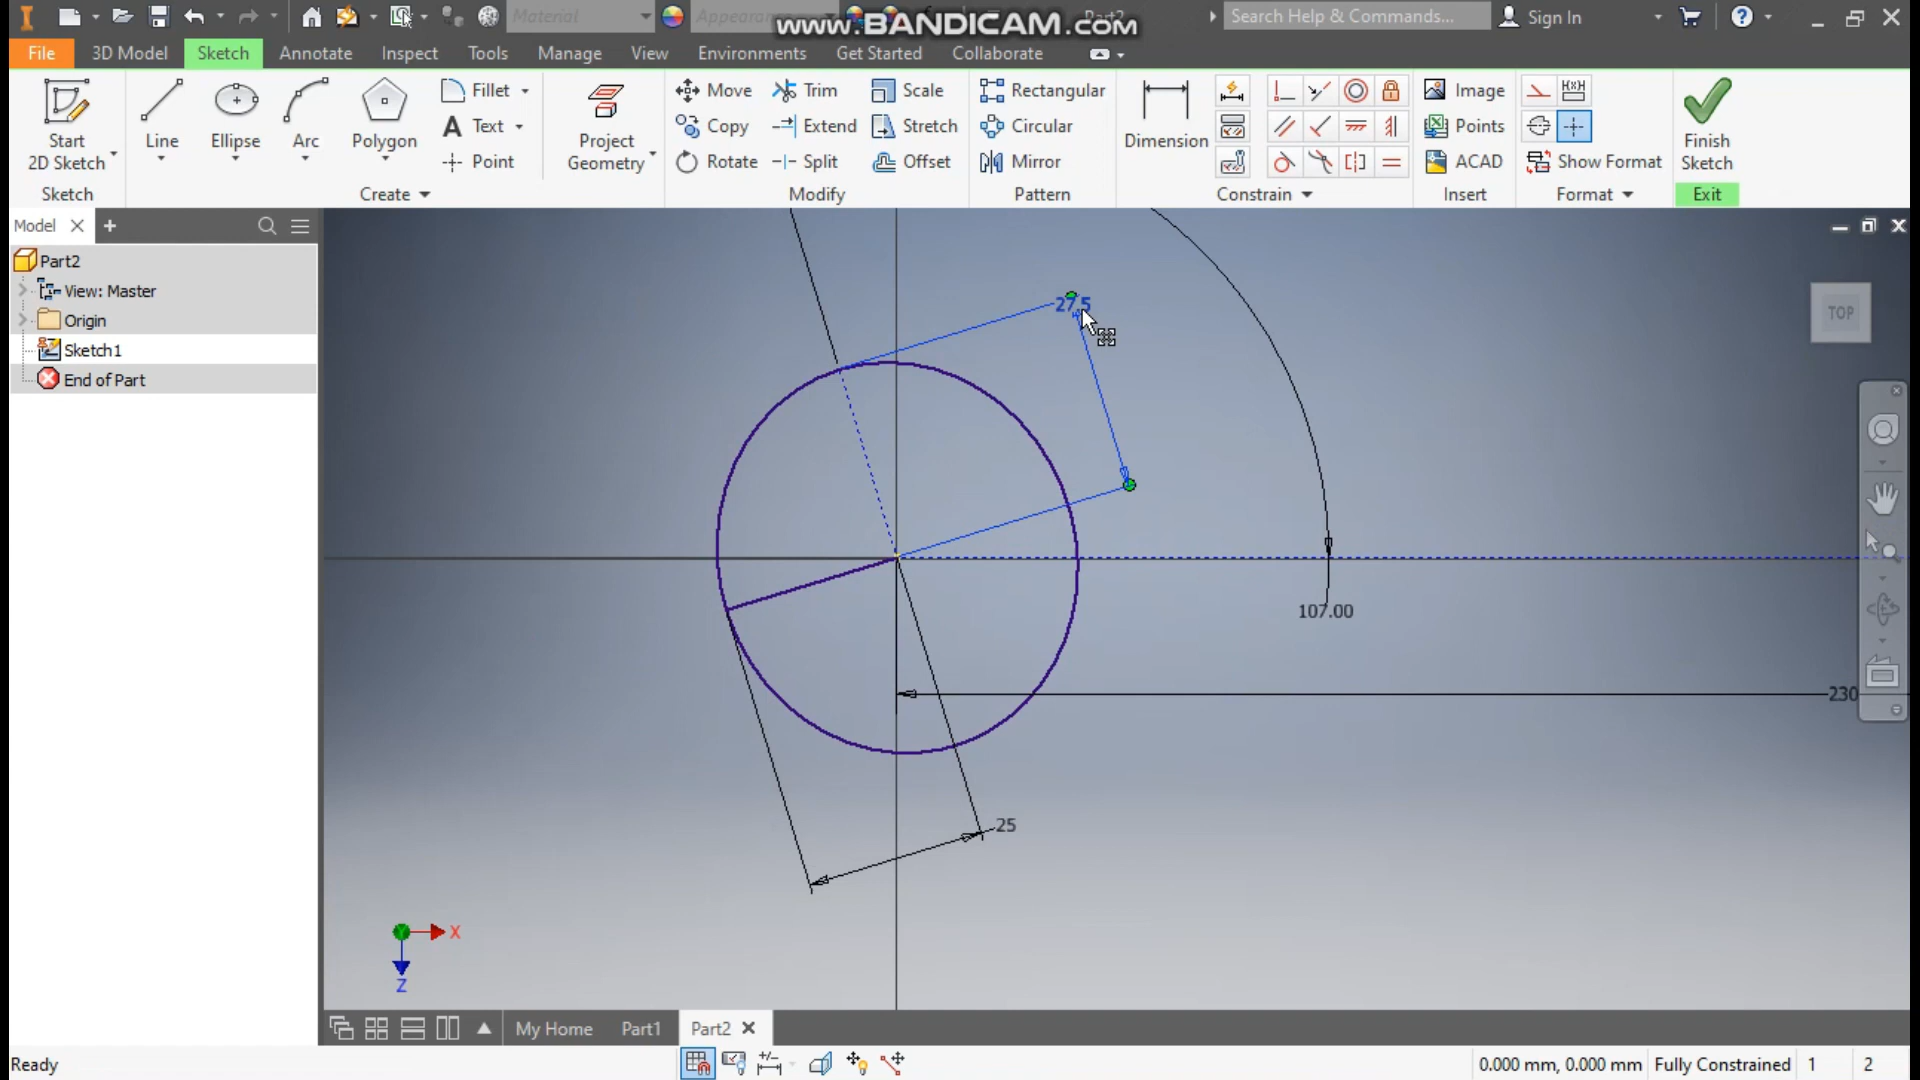 Material
Appearance
www.BANDICAM.com
Part2
Search Help & Commands...
Sign In
File
3D Model
Sketch
Annotate
Inspect
Tools
Manage
View
Environments
Get Started
Collaborate
Start
2D Sketch
Line
Ellipse
Arc
Polygon
Fillet
Text
Point
Project
Geometry
Move
Copy
Rotate
Trim
Extend
Split
Scale
Stretch
Offset
Rectangular
Circular
Mirror
Dimension
Image
Points
ACAD
Show Format
Finish
Sketch
Sketch
Create
Modify
Pattern
Constrain
Insert
Format
Exit
Model
Part2
View: Master
Origin
Sketch1
End of Part
TOP
27.5
107.00
230
25
X
Z
My Home
Part1
Part2
Ready
0.000 mm, 0.000 mm
Fully Constrained
1
2